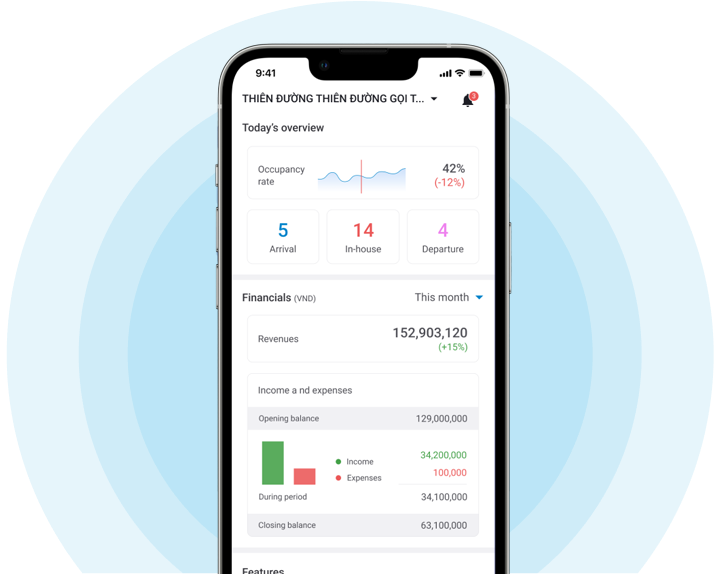 9:41
THIÊN ĐƯỜNG THIÊN ĐƯỜNG GỌI T...
3
Today's overview
Occupancy rate
42%
(-12%)
5
Arrival
14
In-house
4
Departure
Financials (VND)
This month
Revenues
152,903,120
(+15%)
Income a nd expenses
Opening balance 129,000,000
Income 34,200,000
Expenses 100,000
During period 34,100,000
Closing balance 63,100,000
Features